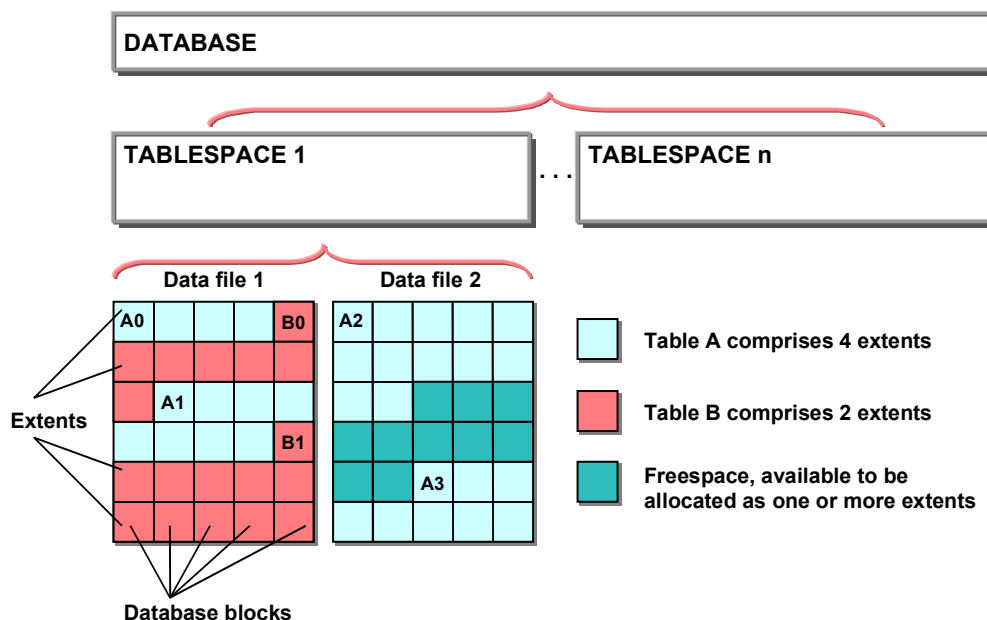 DATABASE
TABLESPACE 1
. . .
TABLESPACE n
Data file 1
Data file 2
A0
B0
A2
A1
B1
A3
Extents
Database blocks
Table A comprises 4 extents
Table B comprises 2 extents
Freespace, available to be
allocated as one or more extents